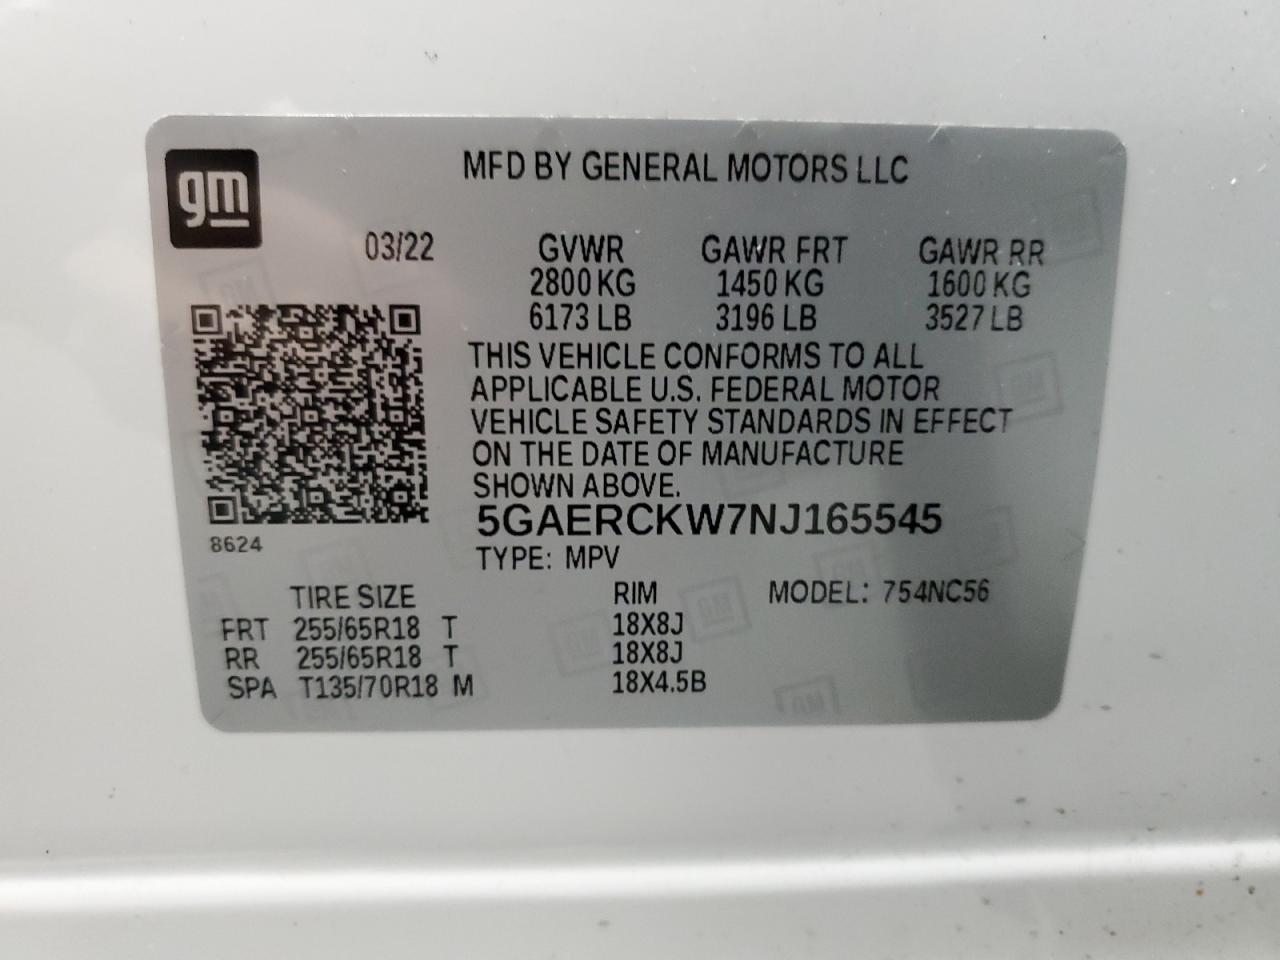 gm
MFD BY GENERAL MOTORS LLC
03/22 GVWR GAWR FRT GAWR RR
2800 KG 1450 KG 1600 KG
6173 LB 3196 LB 3527 LB
THIS VEHICLE CONFORMS TO ALL
APPLICABLE U.S. FEDERAL MOTOR
VEHICLE SAFETY STANDARDS IN EFFECT
ON THE DATE OF MANUFACTURE
SHOWN ABOVE.
5GAERCKW7NJ165545
8624
TYPE: MPV
TIRE SIZE RIM MODEL: 754NC56
FRT 255/65R18 T 18X8J
RR 255/65R18 T 18X8J
SPA T135/70R18 M 18X4.5B